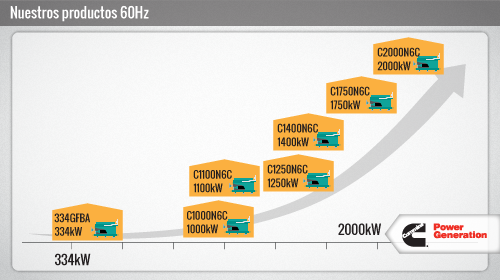 Nuestros productos 60Hz
C2000N6C
2000kW
C1750N6C
1750kW
C1400N6C
1400kW
C1100N6C
1100kW
C1250N6C
1250kW
334GFBA
334kW
C1000N6C
1000kW
334kW
2000kW
Power
Generation